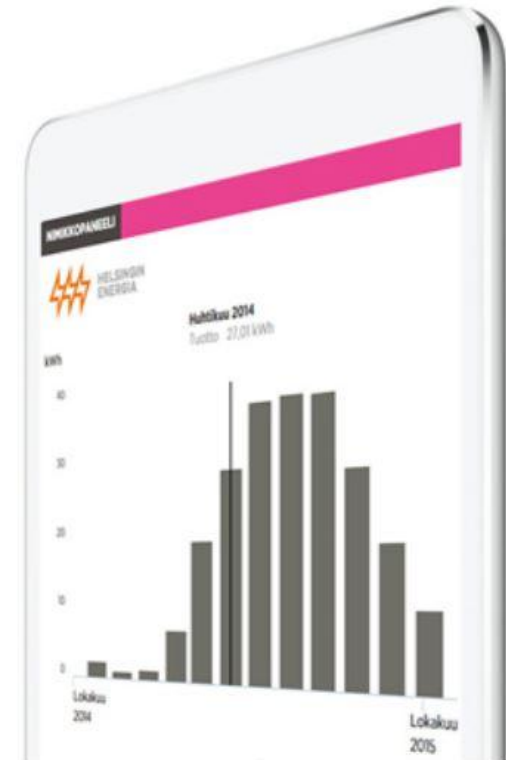 NIMIKKOPANEELI
HELSINGIN
ENERGIA
Huhtikuu 2014
Tuotto 27,01 kWh
kWh
40
30
20
10
0
Lokakuu
2014
Lokakuu
2015